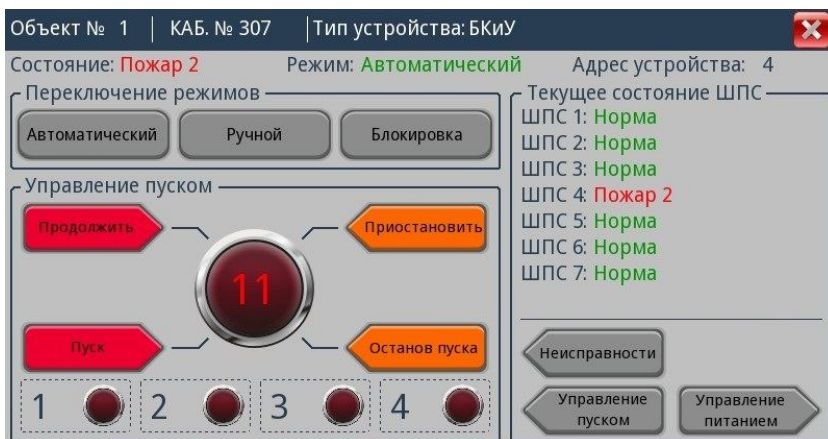 Объект № 1 | КАБ. № 307 |Тип устройства: БКиУ
Состояние: Пожар 2 Режим: Автоматический Адрес устройства: 4
Переключение режимов
Автоматический Ручной Блокировка
Управление пуском
Продолжить Приостановить
11
Пуск Останов пуска
1 2 3 4
Текущее состояние ШПС
ШПС 1: Норма
ШПС 2: Норма
ШПС 3: Норма
ШПС 4: Пожар 2
ШПС 5: Норма
ШПС 6: Норма
ШПС 7: Норма
Неисправности
Управление
пуском
Управление
питанием